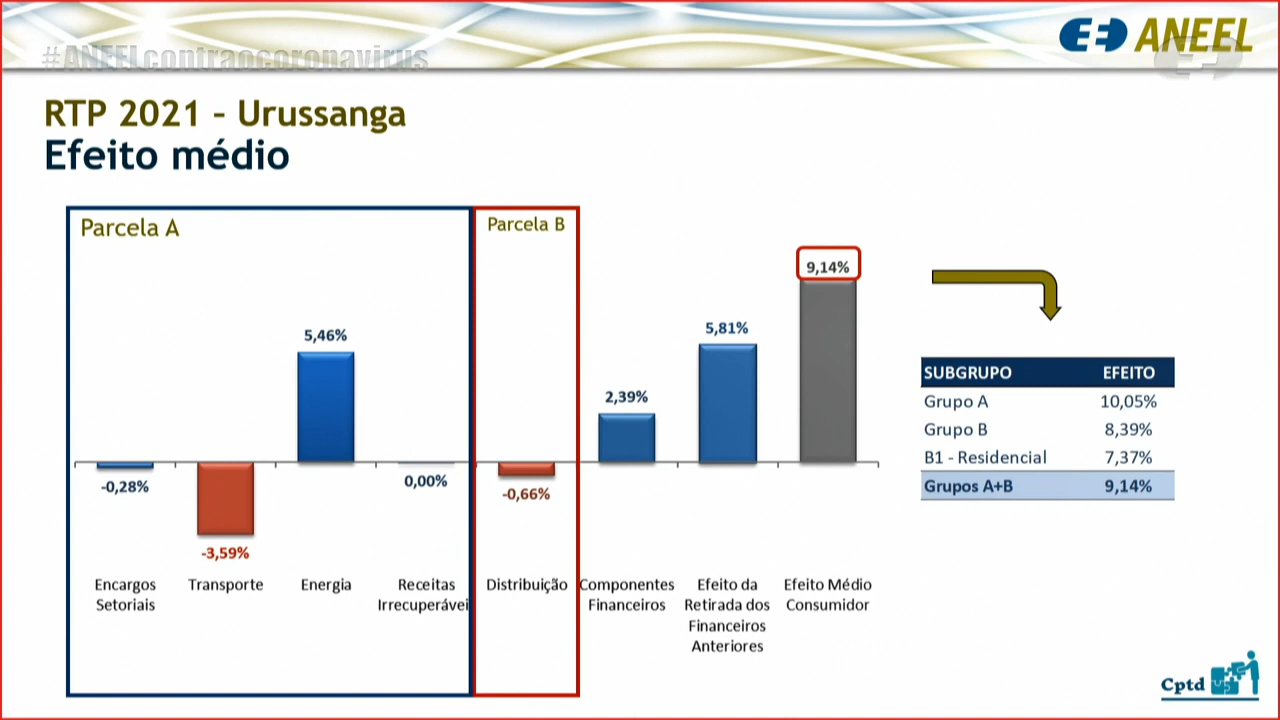 #ANEELcontraocoronavirus
ANEEL
RTP 2021 – Urussanga
Efeito médio
Parcela A
Parcela B
-0,28%
-3,59%
5,46%
0,00%
-0,66%
2,39%
5,81%
9,14%
Encargos
Setoriais
Transporte
Energia
Receitas
Irrecuperávei
Distribuição
Componentes
Financeiros
Efeito da
Retirada dos
Financeiros
Anteriores
Efeito Médio
Consumidor
SUBGRUPO EFEITO
Grupo A 10,05%
Grupo B 8,39%
B1 - Residencial 7,37%
Grupos A+B 9,14%
Cptd